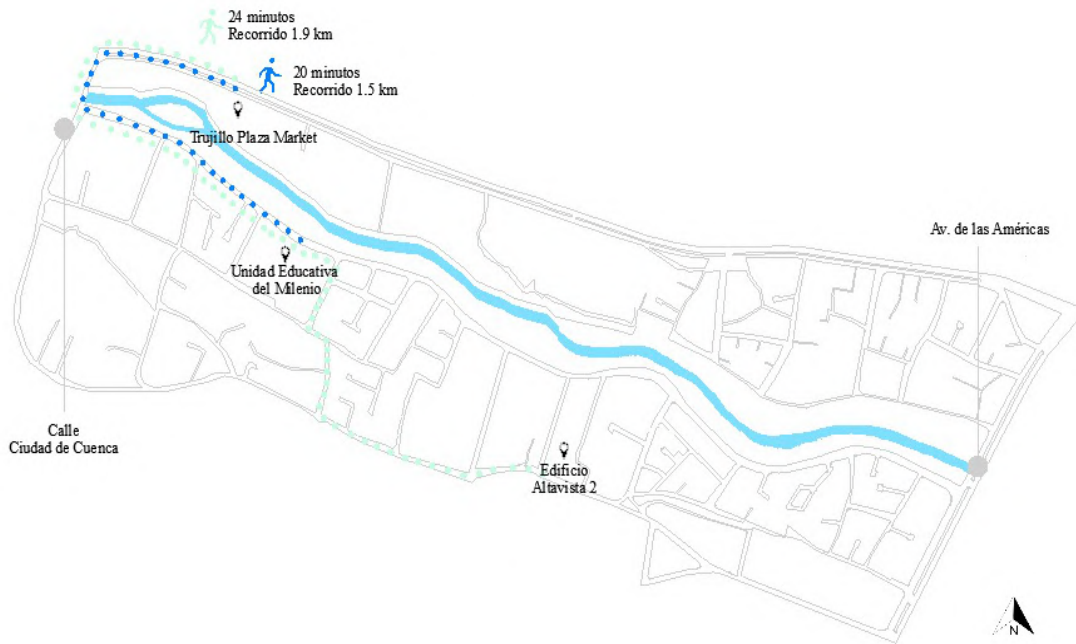 24 minutos
Recorrido 1.9 km
20 minutos
Recorrido 1.5 km
Trujillo Plaza Market
Av. de las Américas
Unidad Educativa
del Milenio
Calle
Ciudad de Cuenca
Edificio
Altavista 2
N